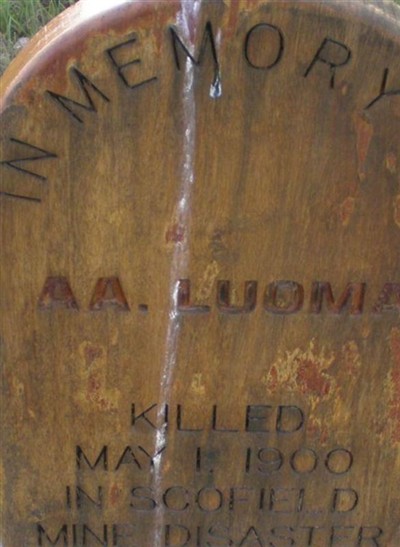 IN MEMORY
AA. LUOMA
KILLED
MAY 1, 1900
IN SCOFIELD
MINE DISASTER